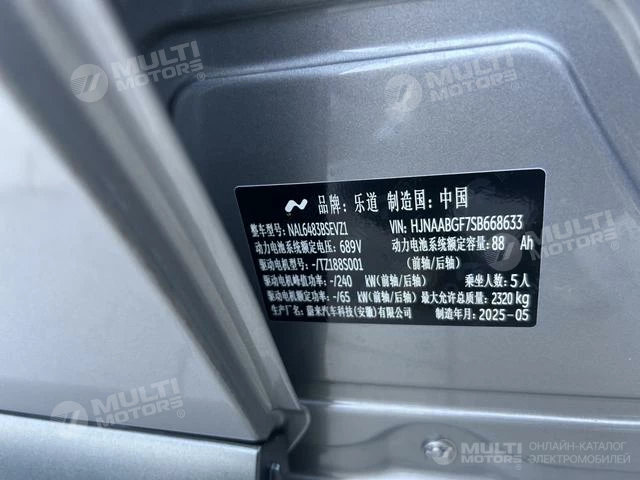 MULTI MOTORS
MULTI MOTORS
品牌：乐道 制造国：中国
整车型号：NAL6483BSEVZ1 VIN: HJNAABGF7SB668633
动力电池系统额定电压：689V 动力电池系统额定容量：88 Ah
驱动电机型号：-/TZ188S001 （前轴/后轴）
驱动电机峰值功率：-/240 kW（前轴/后轴） 乘坐人数：5人
驱动电机额定功率：-/65 kW（前轴/后轴） 最大允许总质量：2320 kg
生产厂名：蔚来汽车科技（安徽）有限公司 制造年月：2025-05
MULTI MOTORS
MULTI MOTORS
MULTI MOTORS ОНЛАЙН-КАТАЛОГ ЭЛЕКТРОМОБИЛЕЙ